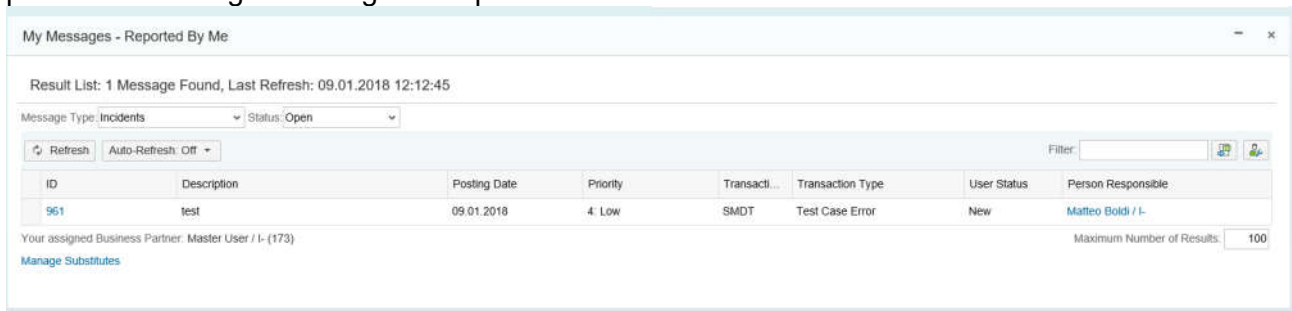 My Messages - Reported By Me
Result List: 1 Message Found, Last Refresh: 09.01.2018 12:12:45
Message Type: Incidents Status: Open
Refresh Auto-Refresh: Off Filter:
ID Description Posting Date Priority Transacti... Transaction Type User Status Person Responsible
961 test 09.01.2018 4: Low SMDT Test Case Error New Matteo Boldi / I-
Your assigned Business Partner: Master User / I- (173) Maximum Number of Results: 100
Manage Substitutes